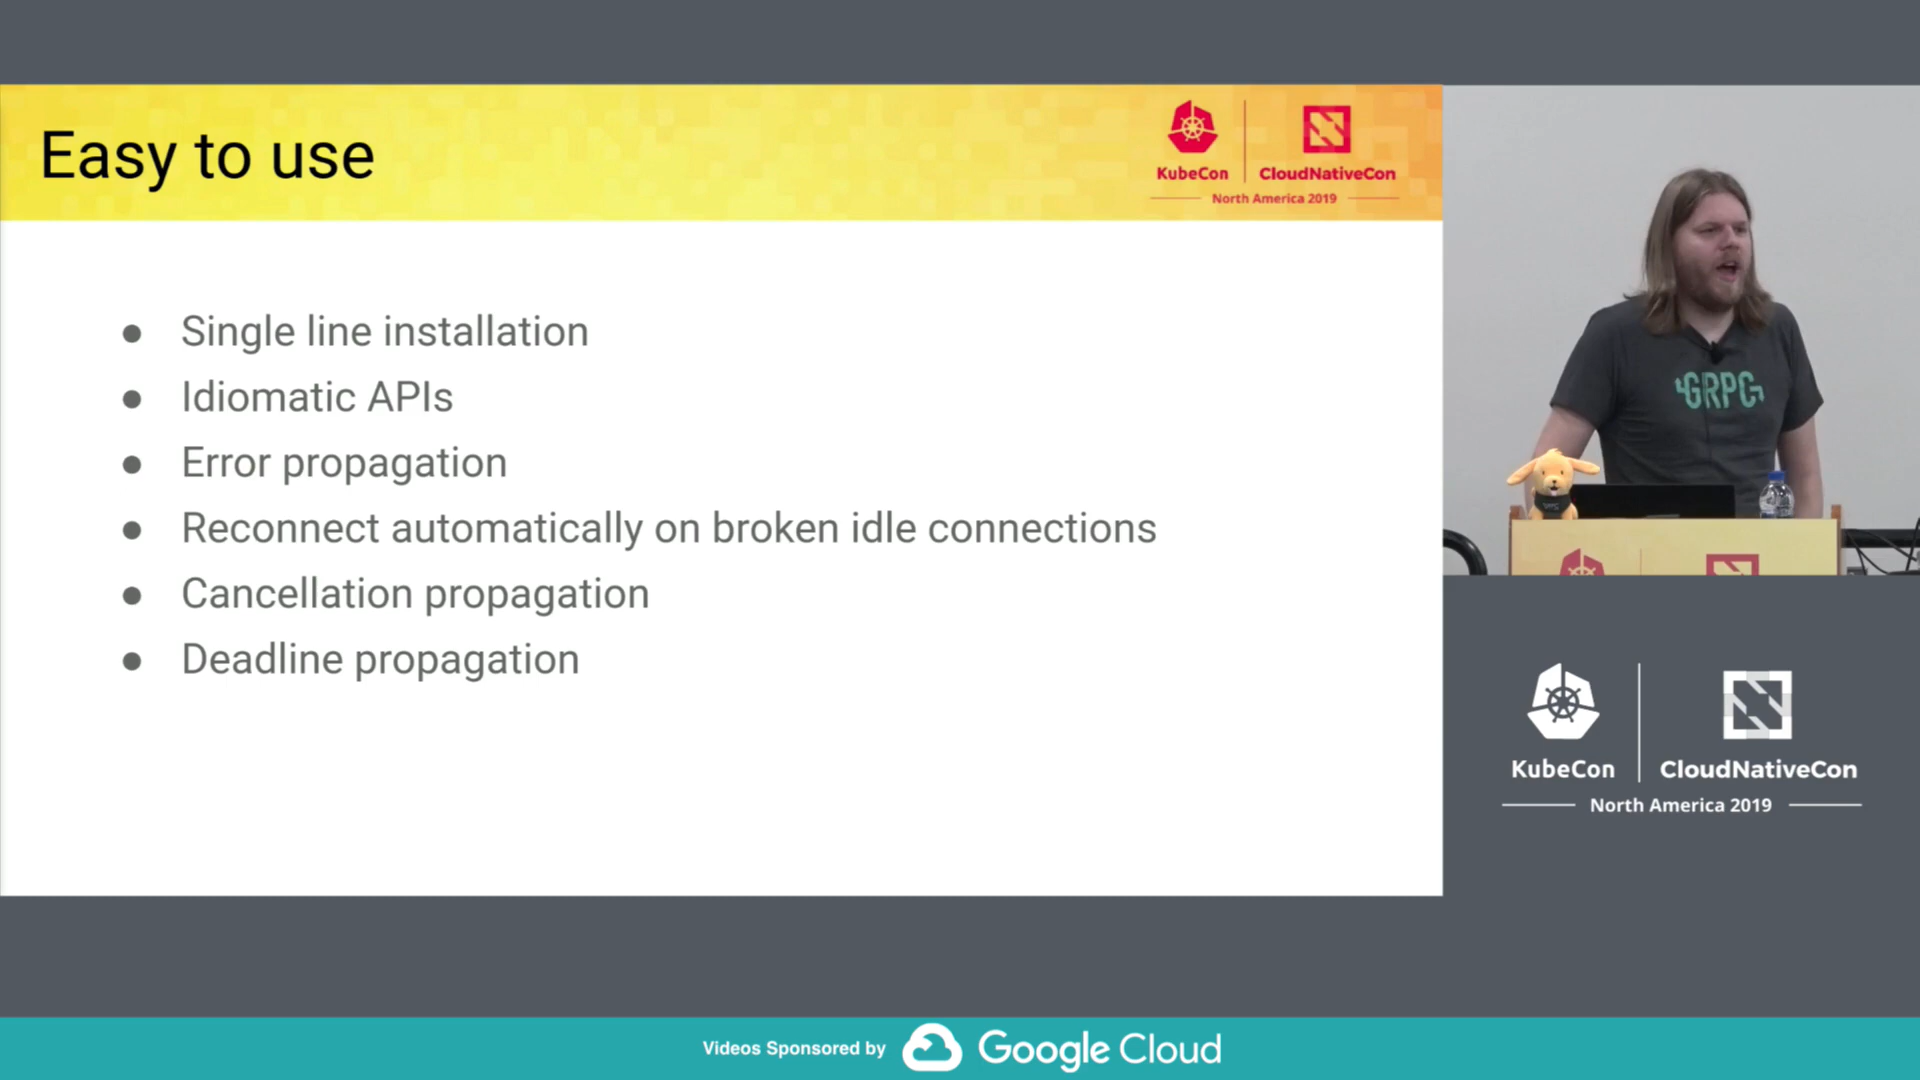 Easy to use
KubeCon
CloudNativeCon
North America 2019
Single line installation
Idiomatic APIs
Error propagation
Reconnect automatically on broken idle connections
Cancellation propagation
Deadline propagation
GRPC
KubeCon
CloudNativeCon
North America 2019
Videos Sponsored by
Google Cloud